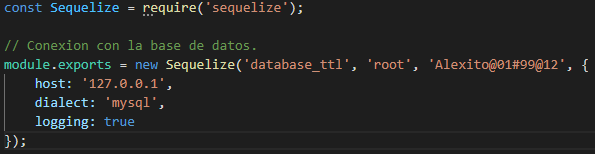 const Sequelize = require('sequelize');
// Conexion con la base de datos.
module.exports = new Sequelize('database_ttl', 'root', 'Alexito@01#99@12', {
host: '127.0.0.1',
dialect: 'mysql',
logging: true
});